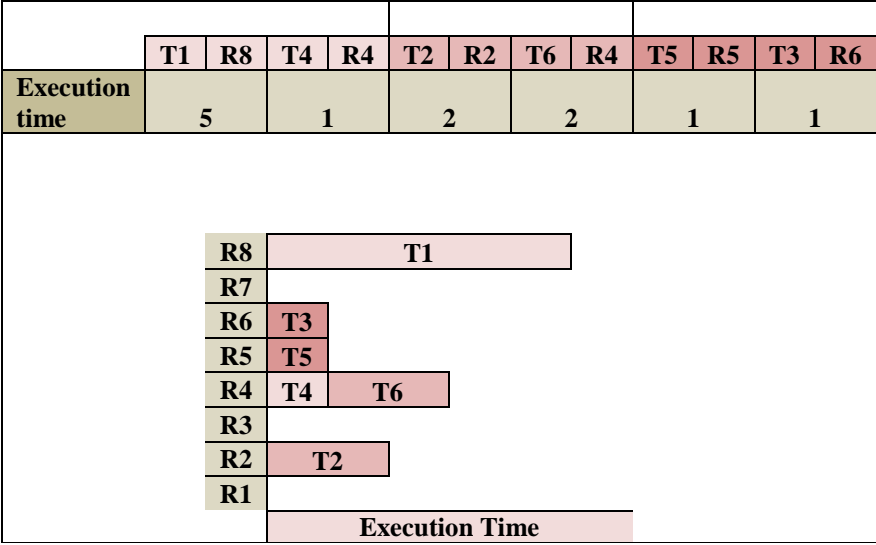 T1 R8 T4 R4 T2 R2 T6 R4 T5 R5 T3 R6
Execution
time 5 1 2 2 1 1
R8 T1
R7
R6 T3
R5 T5
R4 T4 T6
R3
R2 T2
R1
Execution Time